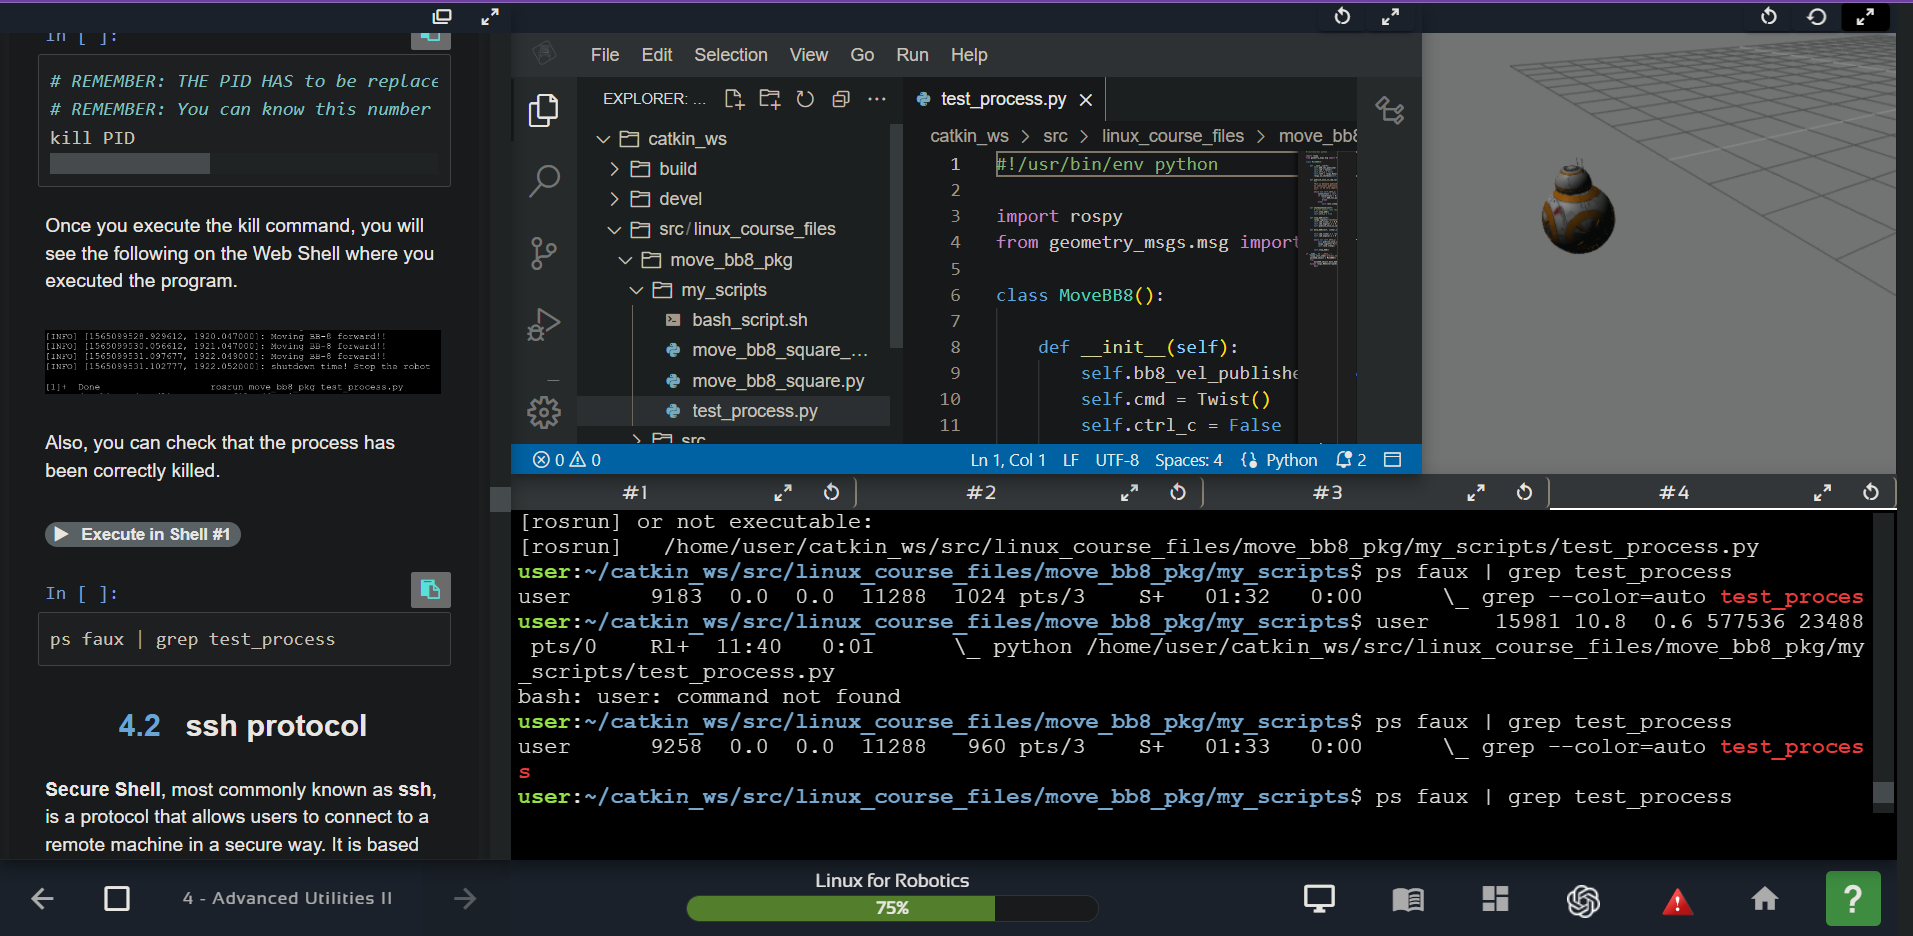 In [ ]:
# REMEMBER: THE PID HAS to be replace
# REMEMBER: You can know this number
kill PID
Once you execute the kill command, you will
see the following on the Web Shell where you
executed the program.
[INFO] [1565099528.929612, 1920.047000]: Moving BB-8 forward!!
[INFO] [1565099530.056612, 1921.047000]: Moving BB-8 forward!!
[INFO] [1565099531.097677, 1922.049000]: Moving BB-8 forward!!
[INFO] [1565099531.102777, 1922.052000]: shutdown time! Stop the robot
[1]+ Done rosrun move_bb8_pkg test_process.py
Also, you can check that the process has
been correctly killed.
Execute in Shell #1
In [ ]:
ps faux | grep test_process
4.2 ssh protocol
Secure Shell, most commonly known as ssh,
is a protocol that allows users to connect to a
remote machine in a secure way. It is based
File Edit Selection View Go Run Help
EXPLORER: ...
catkin_ws
build
devel
src/linux_course_files
move_bb8_pkg
my_scripts
bash_script.sh
move_bb8_square_...
move_bb8_square.py
test_process.py
src
test_process.py
catkin_ws > src > linux_course_files > move_bb8
1 #!/usr/bin/env python
2
3 import rospy
4 from geometry_msgs.msg import
5
6 class MoveBB8():
7
8 def __init__(self):
9 self.bb8_vel_publishe
10 self.cmd = Twist()
11 self.ctrl_c = False
0 0 Ln 1, Col 1 LF UTF-8 Spaces: 4 Python 2
#1 #2 #3 #4
[rosrun] or not executable:
[rosrun] /home/user/catkin_ws/src/linux_course_files/move_bb8_pkg/my_scripts/test_process.py
user:~/catkin_ws/src/linux_course_files/move_bb8_pkg/my_scripts$ ps faux | grep test_process
user 9183 0.0 0.0 11288 1024 pts/3 S+ 01:32 0:00 \_ grep --color=auto test_proces
user:~/catkin_ws/src/linux_course_files/move_bb8_pkg/my_scripts$ user 15981 10.8 0.6 577536 23488
pts/0 Rl+ 11:40 0:01 \_ python /home/user/catkin_ws/src/linux_course_files/move_bb8_pkg/my
_scripts/test_process.py
bash: user: command not found
user:~/catkin_ws/src/linux_course_files/move_bb8_pkg/my_scripts$ ps faux | grep test_process
user 9258 0.0 0.0 11288 960 pts/3 S+ 01:33 0:00 \_ grep --color=auto test_proces
s
user:~/catkin_ws/src/linux_course_files/move_bb8_pkg/my_scripts$ ps faux | grep test_process
4 - Advanced Utilities II
Linux for Robotics
75%
?